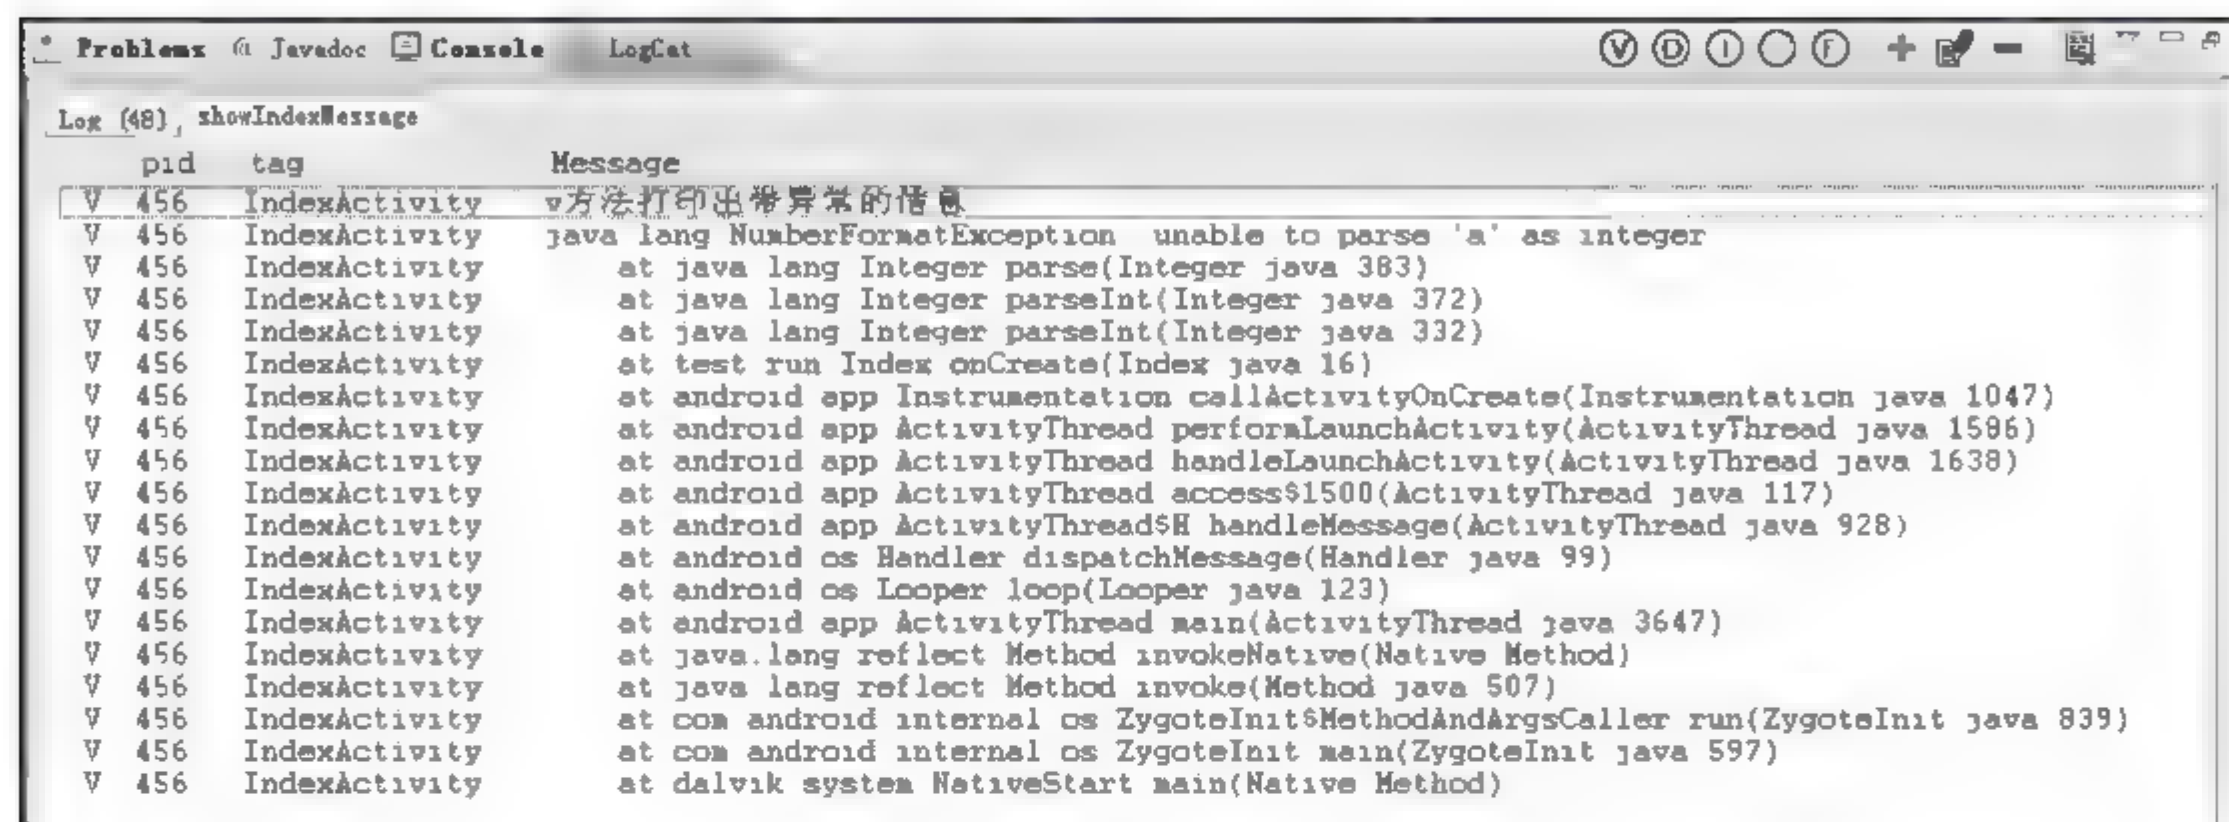 Problems @ Javadoc Console LogCat V D I F
Log (48) showIndexMessage
pid tag Message
V 456 IndexActivity v方法打印出带异常的信息
V 456 IndexActivity java lang NumberFormatException unable to parse 'a' as integer
V 456 IndexActivity at java lang Integer parse(Integer java 383)
V 456 IndexActivity at java lang Integer parseInt(Integer java 372)
V 456 IndexActivity at java lang Integer parseInt(Integer java 332)
V 456 IndexActivity at test run Index onCreate(Index java 16)
V 456 IndexActivity at android app Instrumentation callActivityOnCreate(Instrumentation java 1047)
V 456 IndexActivity at android app ActivityThread performLaunchActivity(ActivityThread java 1586)
V 456 IndexActivity at android app ActivityThread handleLaunchActivity(ActivityThread java 1638)
V 456 IndexActivity at android app ActivityThread access$1500(ActivityThread java 117)
V 456 IndexActivity at android app ActivityThread$H handleMessage(ActivityThread java 928)
V 456 IndexActivity at android os Handler dispatchMessage(Handler java 99)
V 456 IndexActivity at android os Looper loop(Looper java 123)
V 456 IndexActivity at android app ActivityThread main(ActivityThread java 3647)
V 456 IndexActivity at java.lang reflect Method invokeNative(Native Method)
V 456 IndexActivity at java lang reflect Method invoke(Method java 507)
V 456 IndexActivity at com android internal os ZygoteInit$MethodAndArgsCaller run(ZygoteInit java 839)
V 456 IndexActivity at com android internal os ZygoteInit main(ZygoteInit java 597)
V 456 IndexActivity at dalvik system NativeStart main(Native Method)